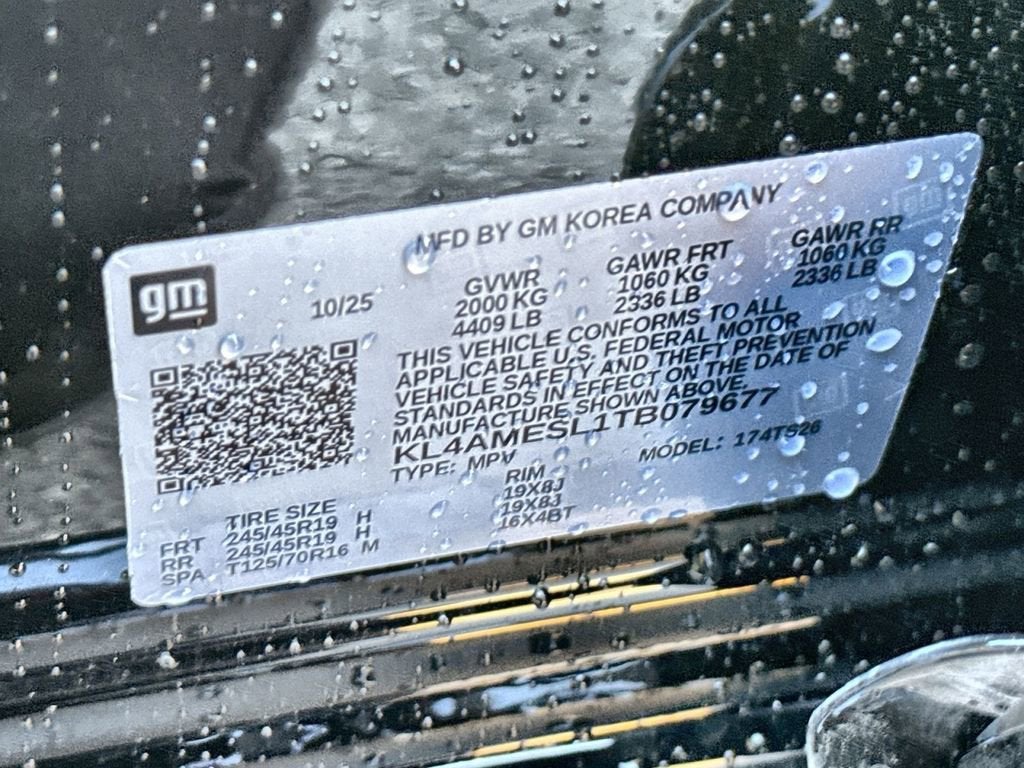 MFD BY GM KOREA COMPANY
gm
10/25
GVWR GAWR FRT GAWR RR
2000 KG 1060 KG 1060 KG
4409 LB 2336 LB 2336 LB
THIS VEHICLE CONFORMS TO ALL
APPLICABLE U.S. FEDERAL MOTOR
VEHICLE SAFETY AND THEFT PREVENTION
STANDARDS IN EFFECT ON THE DATE OF
MANUFACTURE SHOWN ABOVE.
KL4AMESL1TB079677
TYPE: MPV MODEL: 174TS26
TIRE SIZE RIM
FRT 245/45R19 H 19X8J
RR 245/45R19 H 19X8J
SPA T125/70R16 M 16X4BT